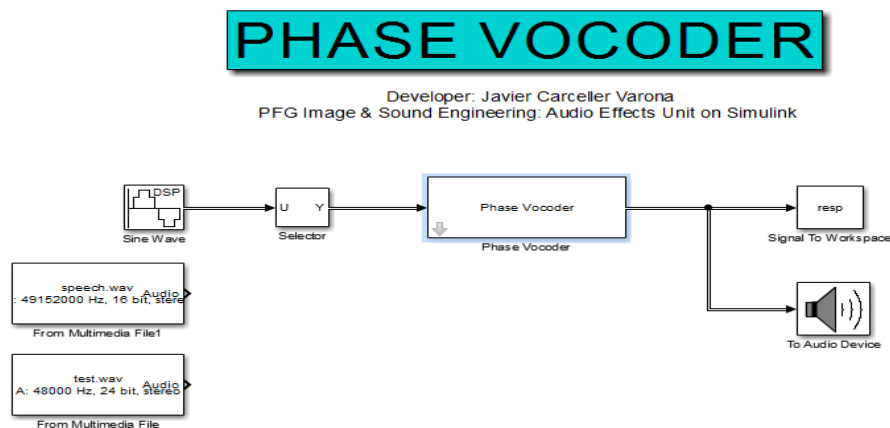 PHASE VOCODER
Developer: Javier Carceller Varona
PFG Image & Sound Engineering: Audio Effects Unit on Simulink
DSP
Sine Wave
U Y
Selector
Phase Vocoder
Phase Vocoder
resp
Signal To Workspace
To Audio Device
speech.wav
Audio
: 49152000 Hz, 16 bit, stere
From Multimedia File1
test.wav
Audio
A: 48000 Hz, 24 bit, stereo
From Multimedia File